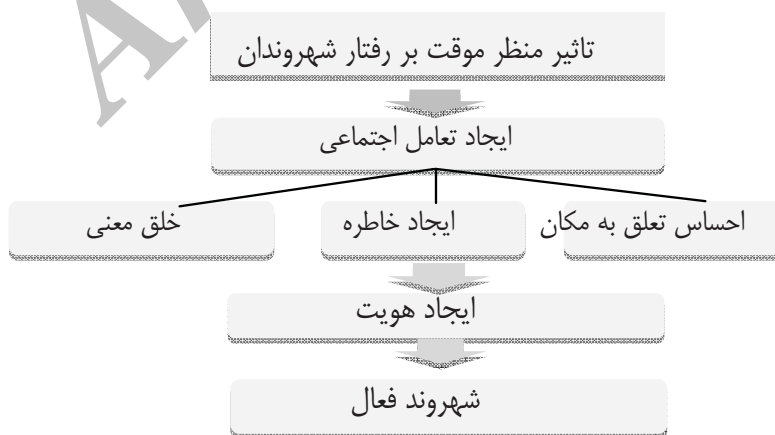 تاثیر منظر موقت بر رفتار شهروندان
ایجاد تعامل اجتماعی
احساس تعلق به مکان
ایجاد خاطره
خلق معنی
ایجاد هویت
شهروند فعال